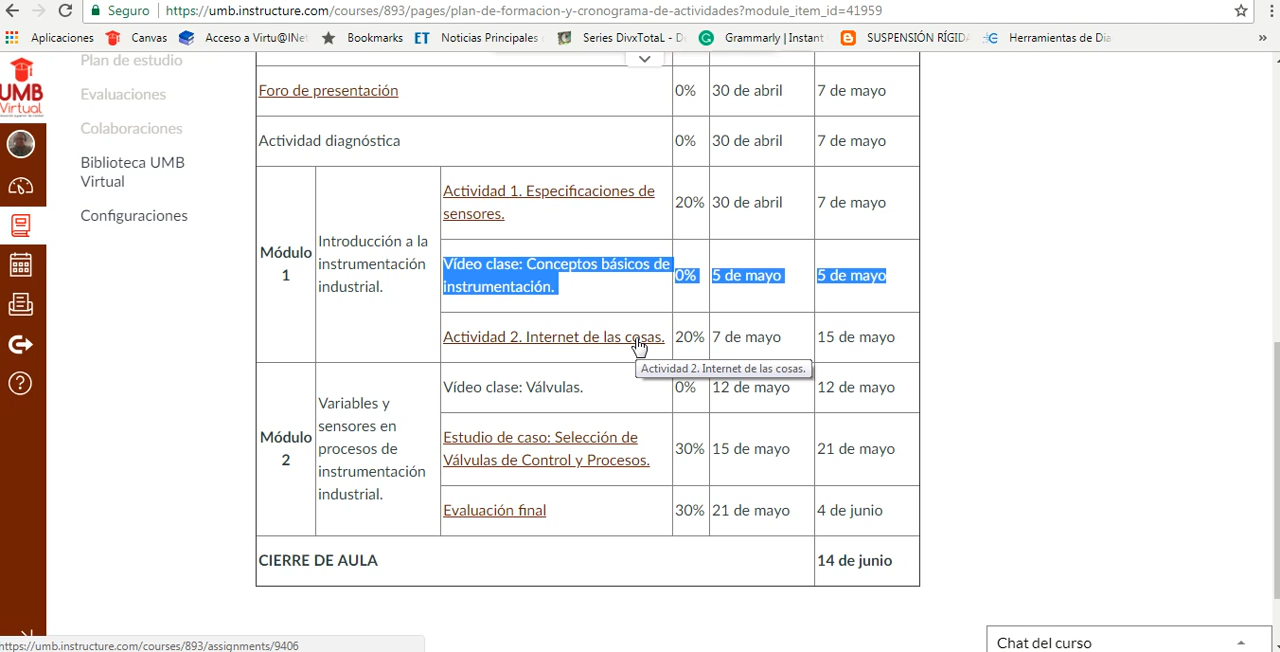 Seguro https://umb.instructure.com/courses/893/pages/plan-de-formacion-y-cronograma-de-actividades?module_item_id=41959
Aplicaciones Canvas Acceso a Virtu@lNet Bookmarks ET Noticias Principales Series DivxTotaL - D Grammarly | Instant SUSPENSIÓN RÍGIDA Herramientas de Dia »
UMB
Virtual
Plan de estudio
Evaluaciones
Colaboraciones
Biblioteca UMB
Virtual
Configuraciones
Foro de presentación 0% 30 de abril 7 de mayo
Actividad diagnóstica 0% 30 de abril 7 de mayo
Módulo
1
Introducción a la
instrumentación
industrial.
Actividad 1. Especificaciones de
sensores.
20% 30 de abril 7 de mayo
Vídeo clase: Conceptos básicos de
instrumentación.
0% 5 de mayo 5 de mayo
Actividad 2. Internet de las cosas. 20% 7 de mayo 15 de mayo
Actividad 2. Internet de las cosas.
Módulo
2
Variables y
sensores en
procesos de
instrumentación
industrial.
Vídeo clase: Válvulas. 0% 12 de mayo 12 de mayo
Estudio de caso: Selección de
Válvulas de Control y Procesos.
30% 15 de mayo 21 de mayo
Evaluación final 30% 21 de mayo 4 de junio
CIERRE DE AULA 14 de junio
https://umb.instructure.com/courses/893/assignments/9406
Chat del curso